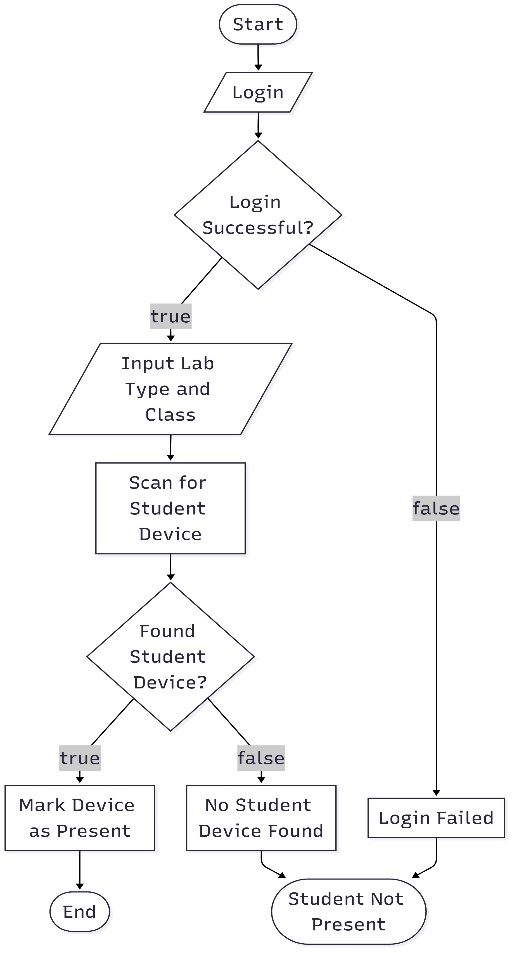 Start
Login
Login
Successful?
true
Input Lab
Type and
Class
Scan for
Student
Device
false
Found
Student
Device?
true
false
Mark Device
as Present
No Student
Device Found
Login Failed
End
Student Not
Present